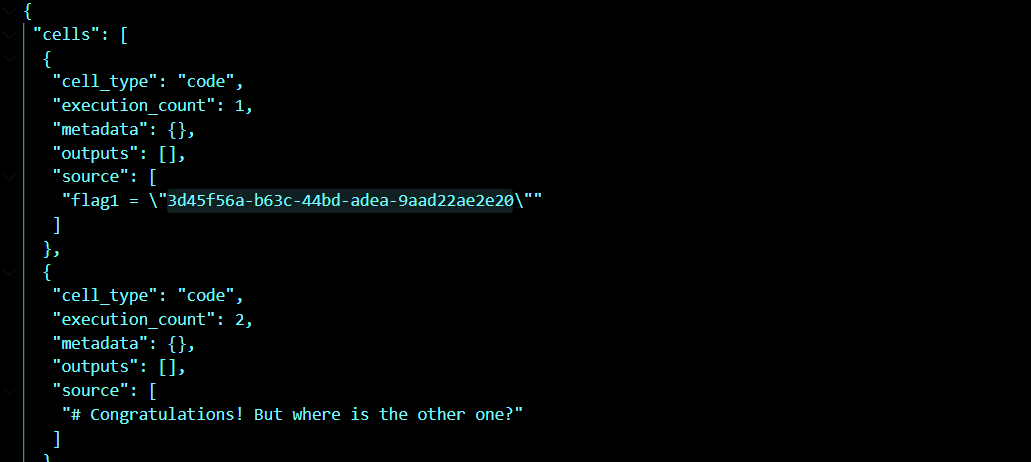 {
"cells": [
{
"cell_type": "code",
"execution_count": 1,
"metadata": {},
"outputs": [],
"source": [
"flag1 = \"3d45f56a-b63c-44bd-adea-9aad22ae2e20\""
]
},
{
"cell_type": "code",
"execution_count": 2,
"metadata": {},
"outputs": [],
"source": [
"# Congratulations! But where is the other one?"
]
}